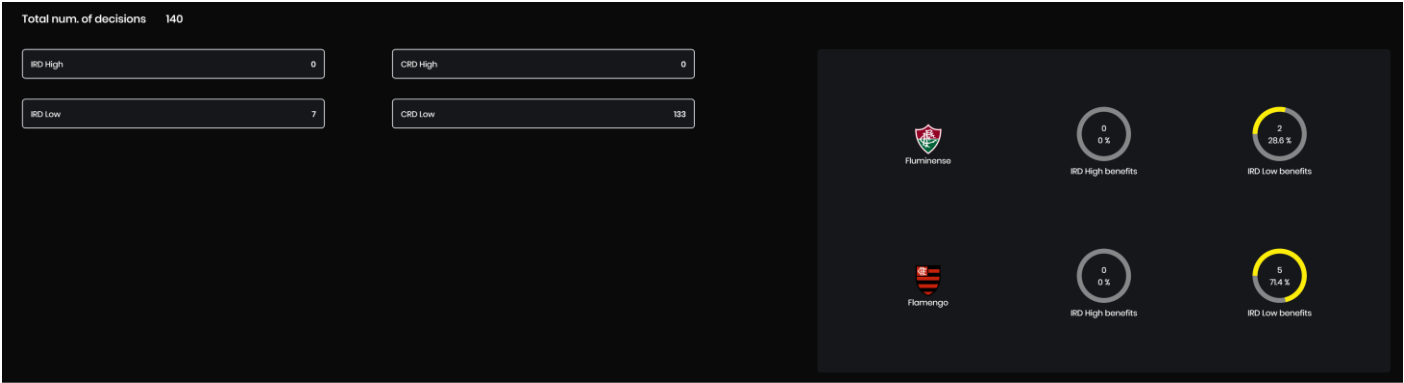 Total num. of decisions 140
IRD High 0
CRD High 0
IRD Low 7
CRD Low 133
Fluminense
0
0 %
IRD High benefits
2
28.6 %
IRD Low benefits
Flamengo
0
0 %
IRD High benefits
5
71.4 %
IRD Low benefits